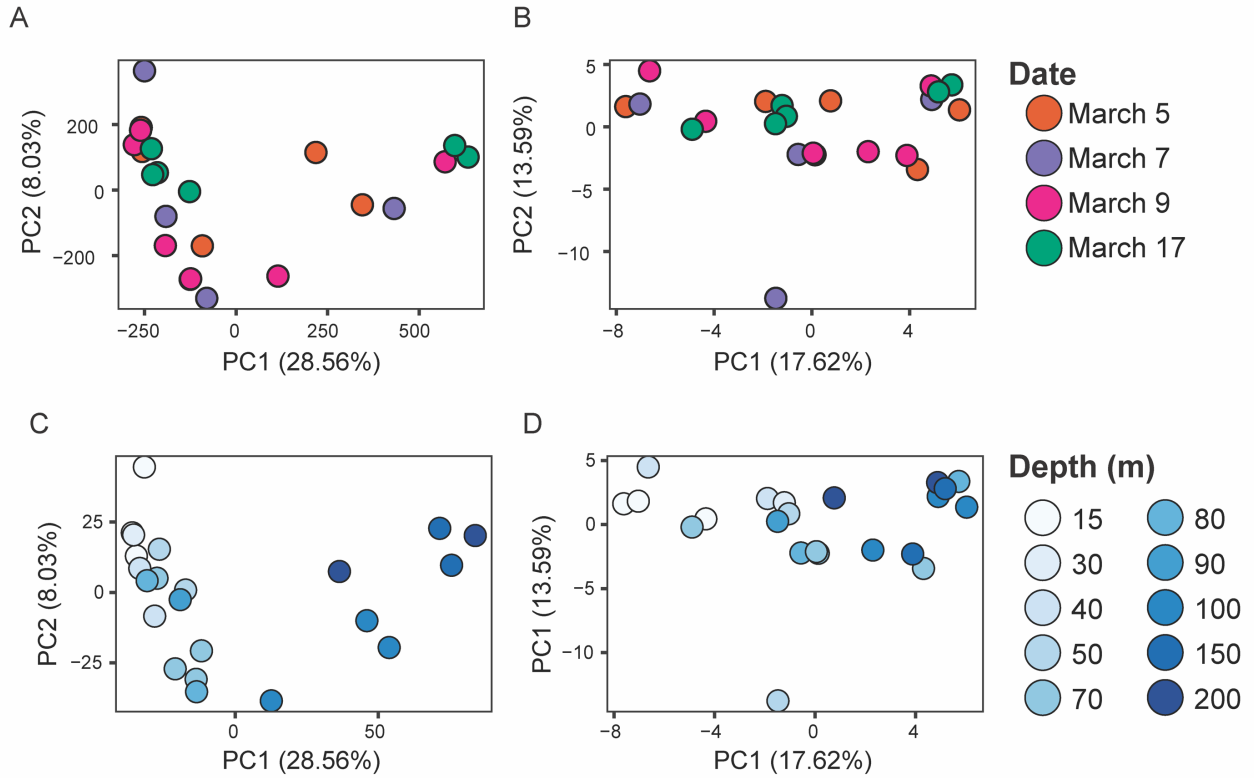 A
B
PC2 (8.03%)
200
0
−200
−250
0
250
500
PC1 (28.56%)
PC2 (13.59%)
5
0
−5
−10
−8
−4
0
4
PC1 (17.62%)
Date
March 5
March 7
March 9
March 17
C
D
PC2 (8.03%)
25
0
−25
0
50
PC1 (28.56%)
PC1 (13.59%)
5
0
−5
−10
−8
−4
0
4
PC1 (17.62%)
Depth (m)
15
80
30
90
40
100
50
150
70
200